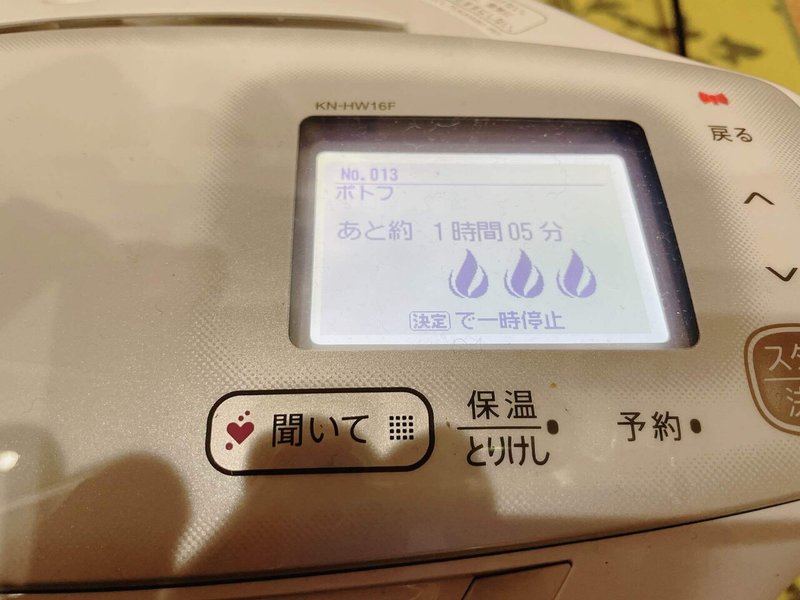 KN-HW16F
戻る
No.013
ポトフ
あと約 1時間05分
決定で一時停止
聞いて
保温
とりけし
予約